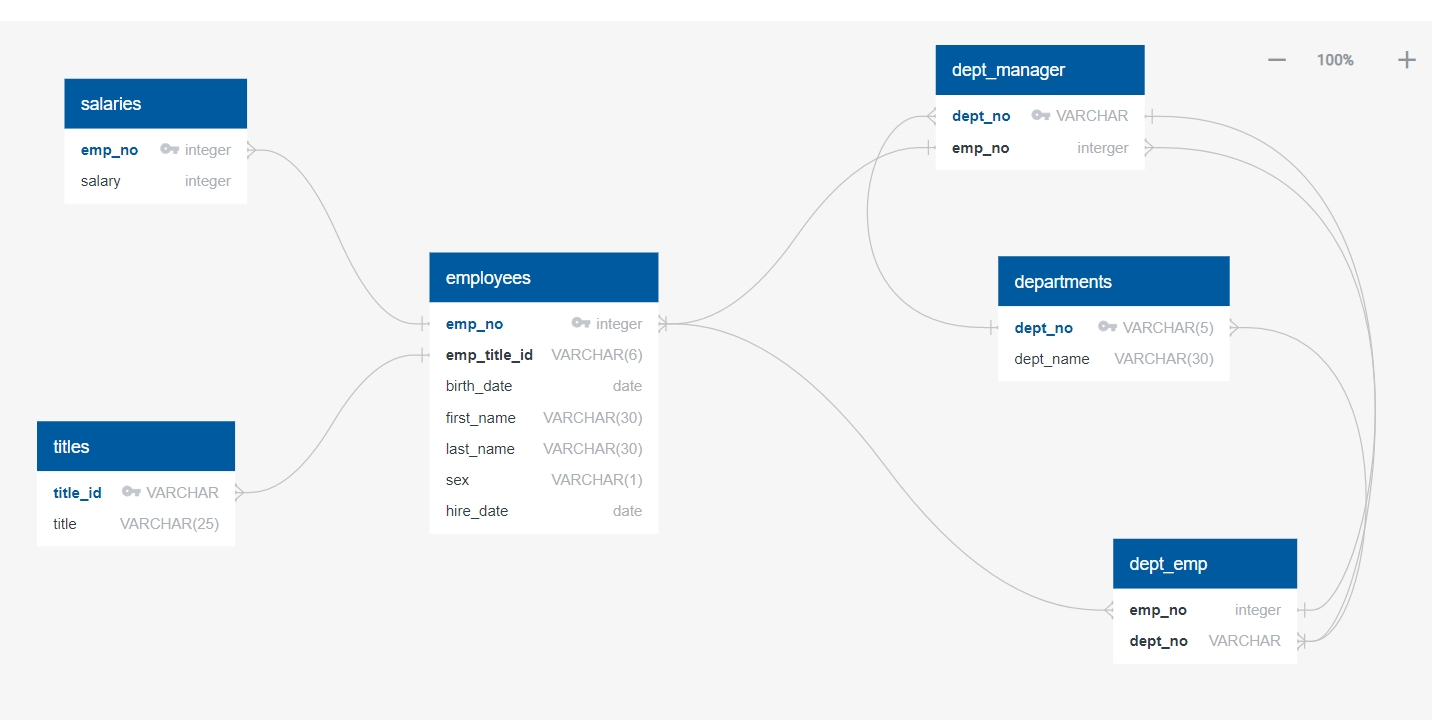 100%
salaries
emp_no integer
salary integer
titles
title_id VARCHAR
title VARCHAR(25)
employees
emp_no integer
emp_title_id VARCHAR(6)
birth_date date
first_name VARCHAR(30)
last_name VARCHAR(30)
sex VARCHAR(1)
hire_date date
dept_manager
dept_no VARCHAR
emp_no interger
departments
dept_no VARCHAR(5)
dept_name VARCHAR(30)
dept_emp
emp_no integer
dept_no VARCHAR